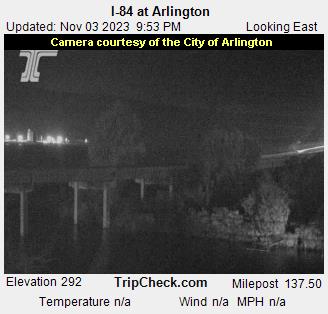 I-84 at Arlington
Updated: Nov 03 2023 9:53 PM Looking East
Camera courtesy of the City of Arlington
Elevation 292 TripCheck.com Milepost 137.50
Temperature n/a Wind n/a MPH n/a